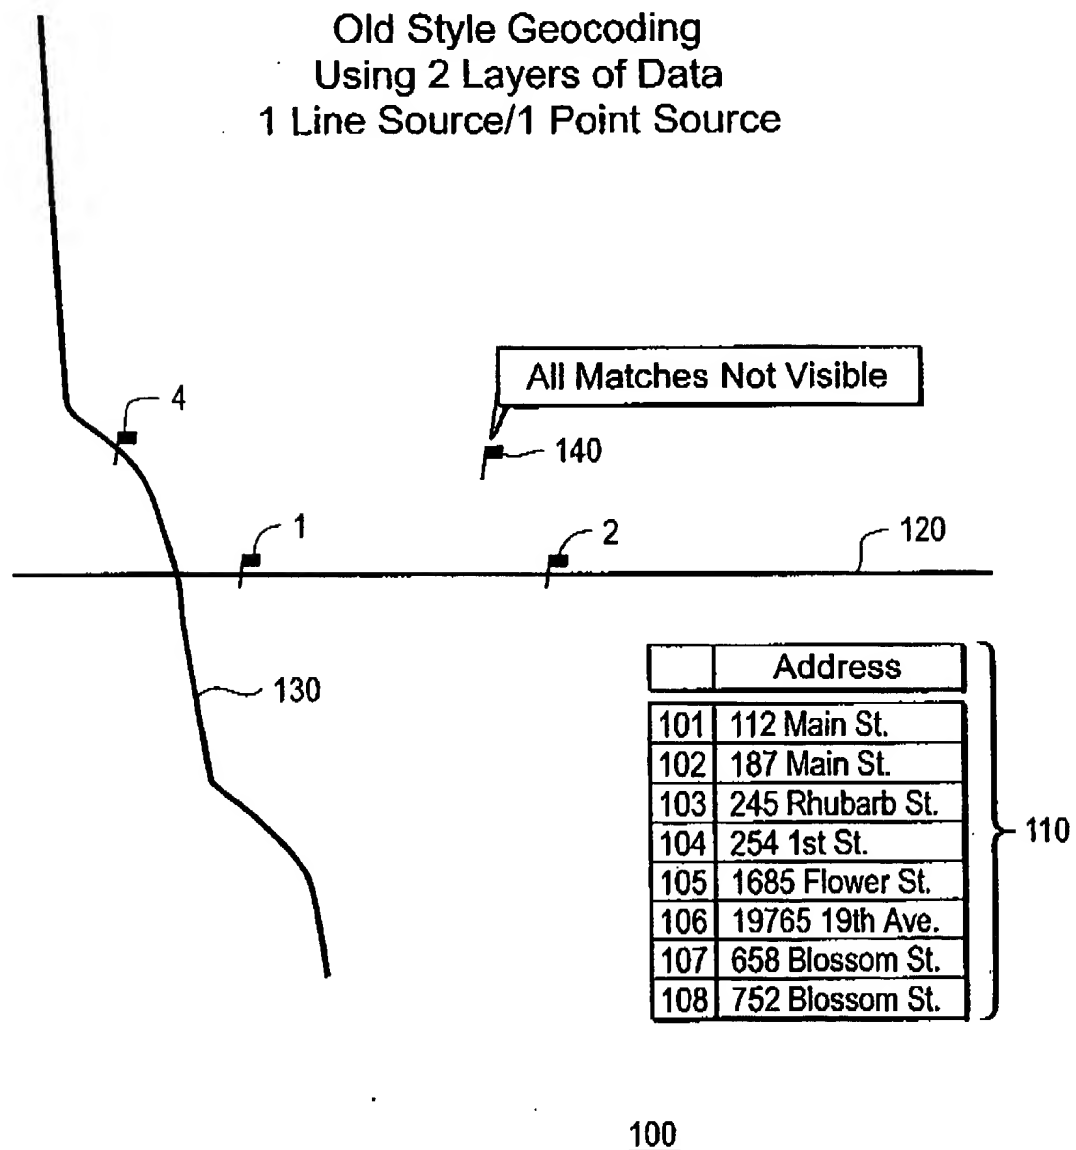 Old Style Geocoding
Using 2 Layers of Data
1 Line Source/1 Point Source
All Matches Not Visible
4
140
1
2
120
130
Address
101 112 Main St.
102 187 Main St.
103 245 Rhubarb St.
104 254 1st St.
105 1685 Flower St.
106 19765 19th Ave.
107 658 Blossom St.
108 752 Blossom St.
110
100